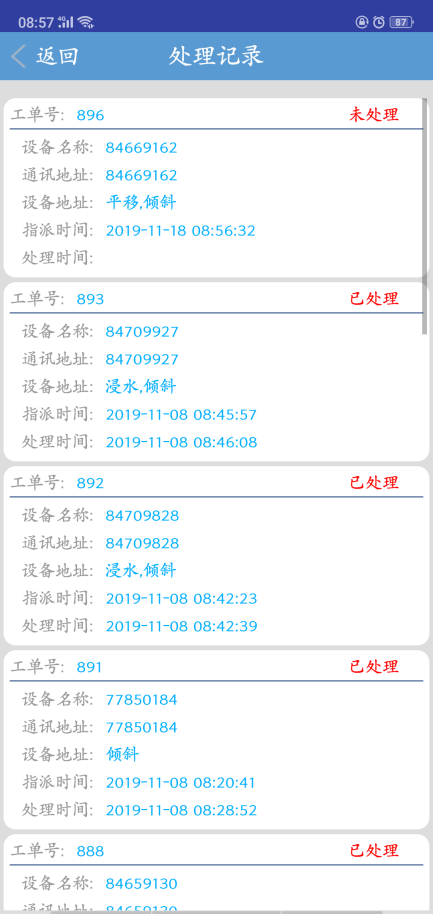 08:57 4G 87
返回 处理记录
工单号: 896 未处理
设备名称: 84669162
通讯地址: 84669162
设备地址: 平移,倾斜
指派时间: 2019-11-18 08:56:32
处理时间:
工单号: 893 已处理
设备名称: 84709927
通讯地址: 84709927
设备地址: 浸水,倾斜
指派时间: 2019-11-08 08:45:57
处理时间: 2019-11-08 08:46:08
工单号: 892 已处理
设备名称: 84709828
通讯地址: 84709828
设备地址: 浸水,倾斜
指派时间: 2019-11-08 08:42:23
处理时间: 2019-11-08 08:42:39
工单号: 891 已处理
设备名称: 77850184
通讯地址: 77850184
设备地址: 倾斜
指派时间: 2019-11-08 08:20:41
处理时间: 2019-11-08 08:28:52
工单号: 888 已处理
设备名称: 84659130
通讯地址: 84659130